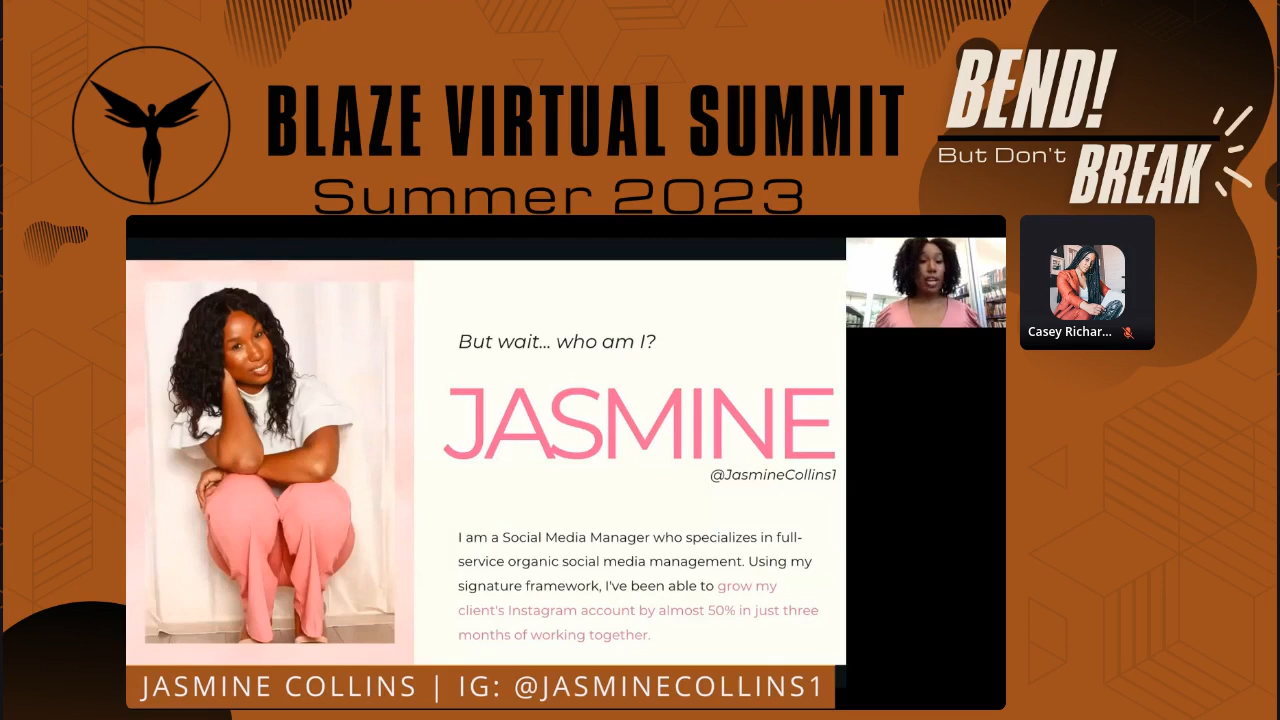 BLAZE VIRTUAL SUMMIT
Summer 2023
BEND!
But Don't
BREAK
Casey Richar...
But wait... who am I?
JASMINE
@JasmineCollins1
I am a Social Media Manager who specializes in full-
service organic social media management. Using my
signature framework, I've been able to grow my
client's Instagram account by almost 50% in just three
months of working together.
JASMINE COLLINS | IG: @JASMINECOLLINS1